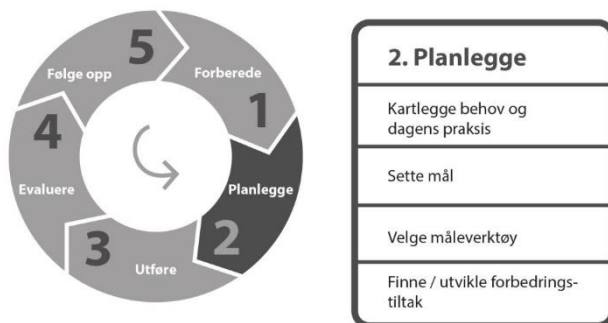 5
Følge opp
Forberede
1
4
Evaluere
Planlegge
2
3
Utføre
2. Planlegge
Kartlegge behov og
dagens praksis
Sette mål
Velge måleverktøy
Finne / utvikle forbedrings-
tiltak